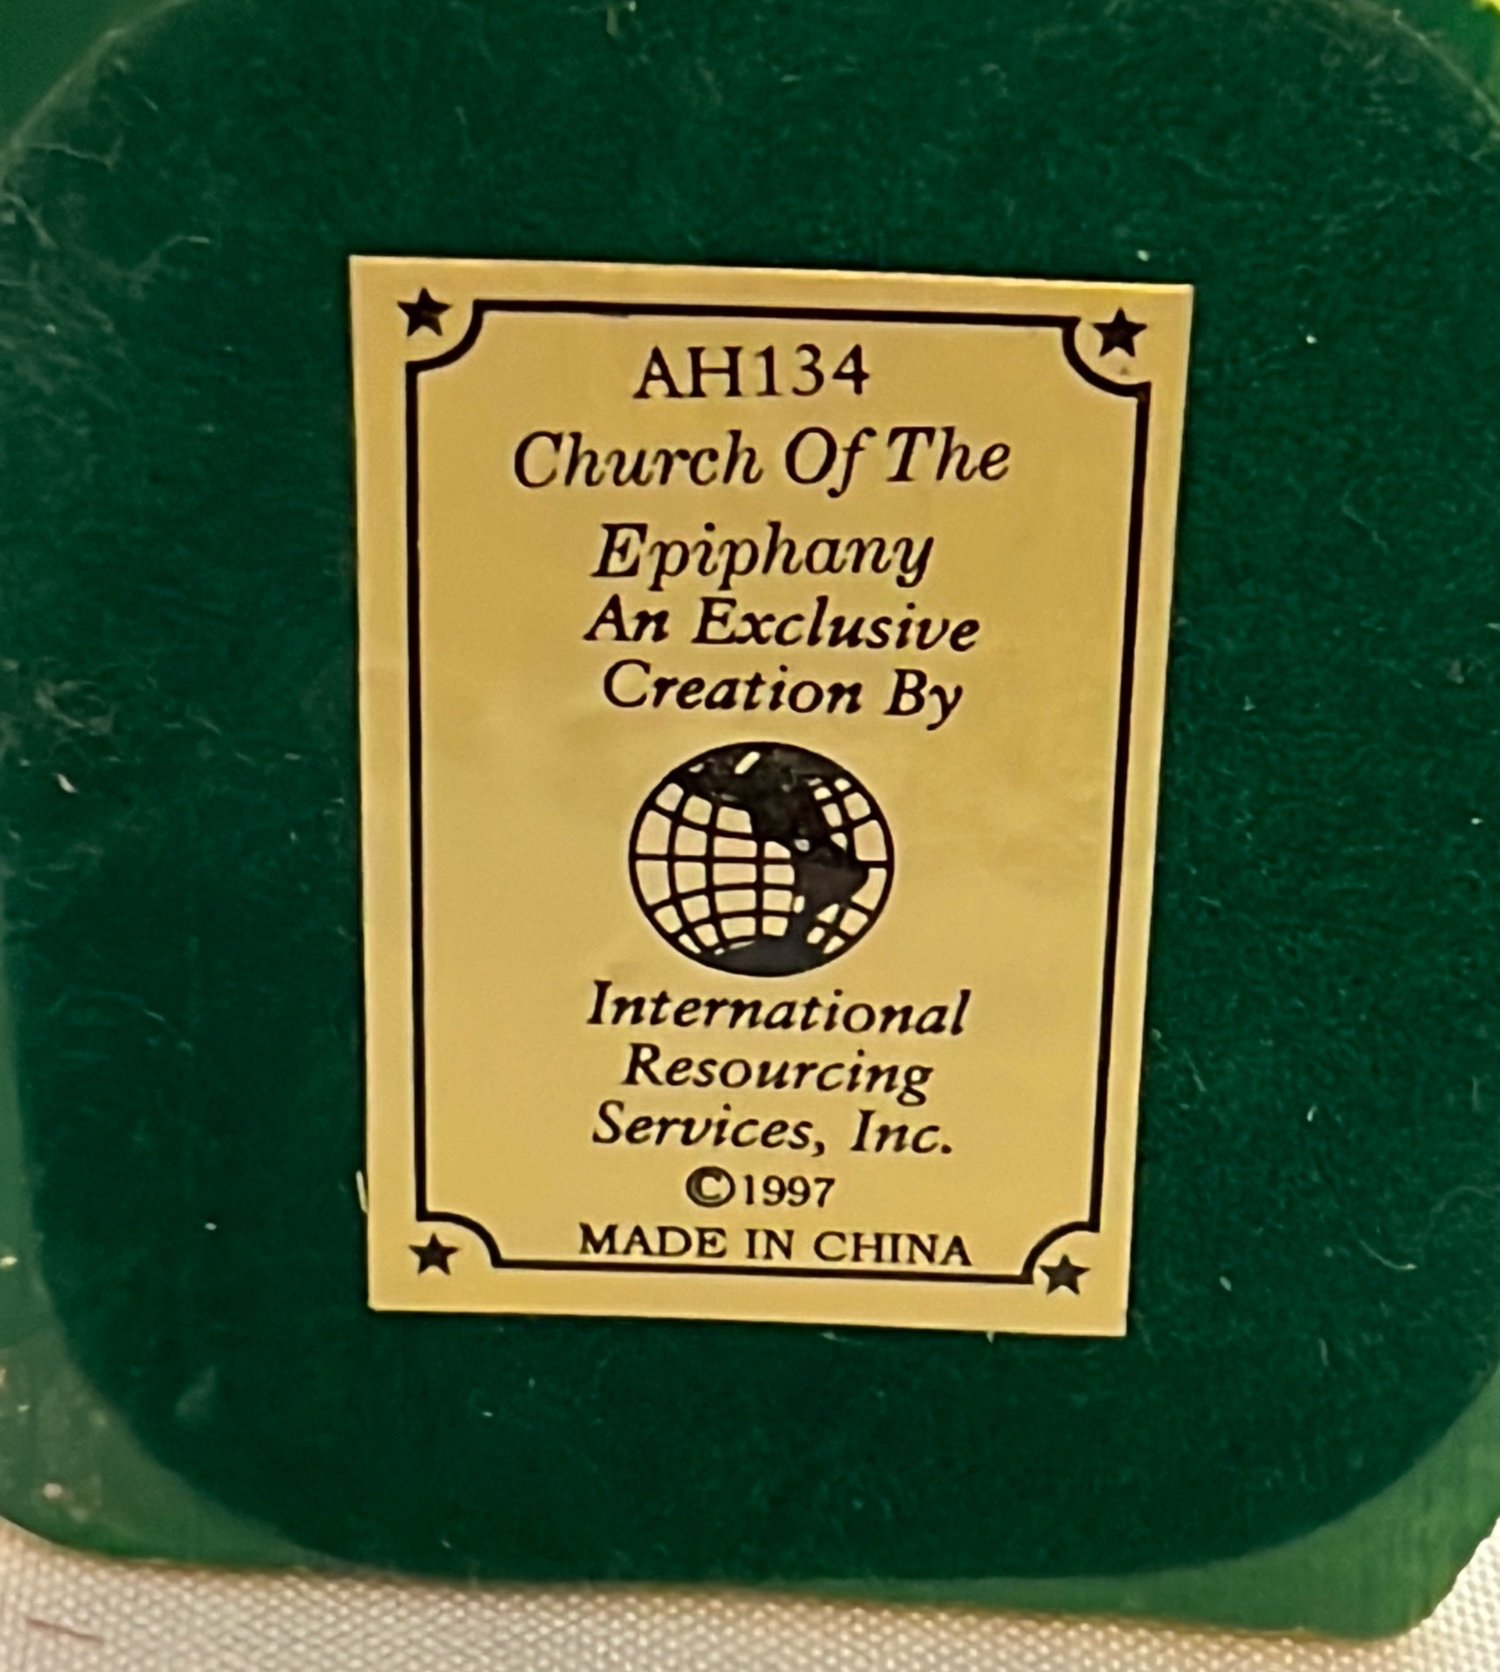 AH134
Church Of The
Epiphany
An Exclusive
Creation By
International
Resourcing
Services, Inc.
©1997
MADE IN CHINA